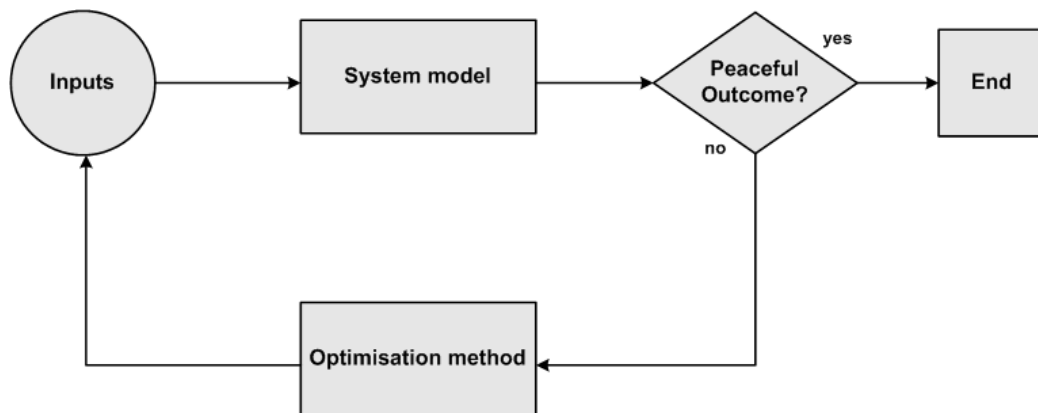 Inputs
System model
Peaceful
Outcome?
yes
End
no
Optimisation method